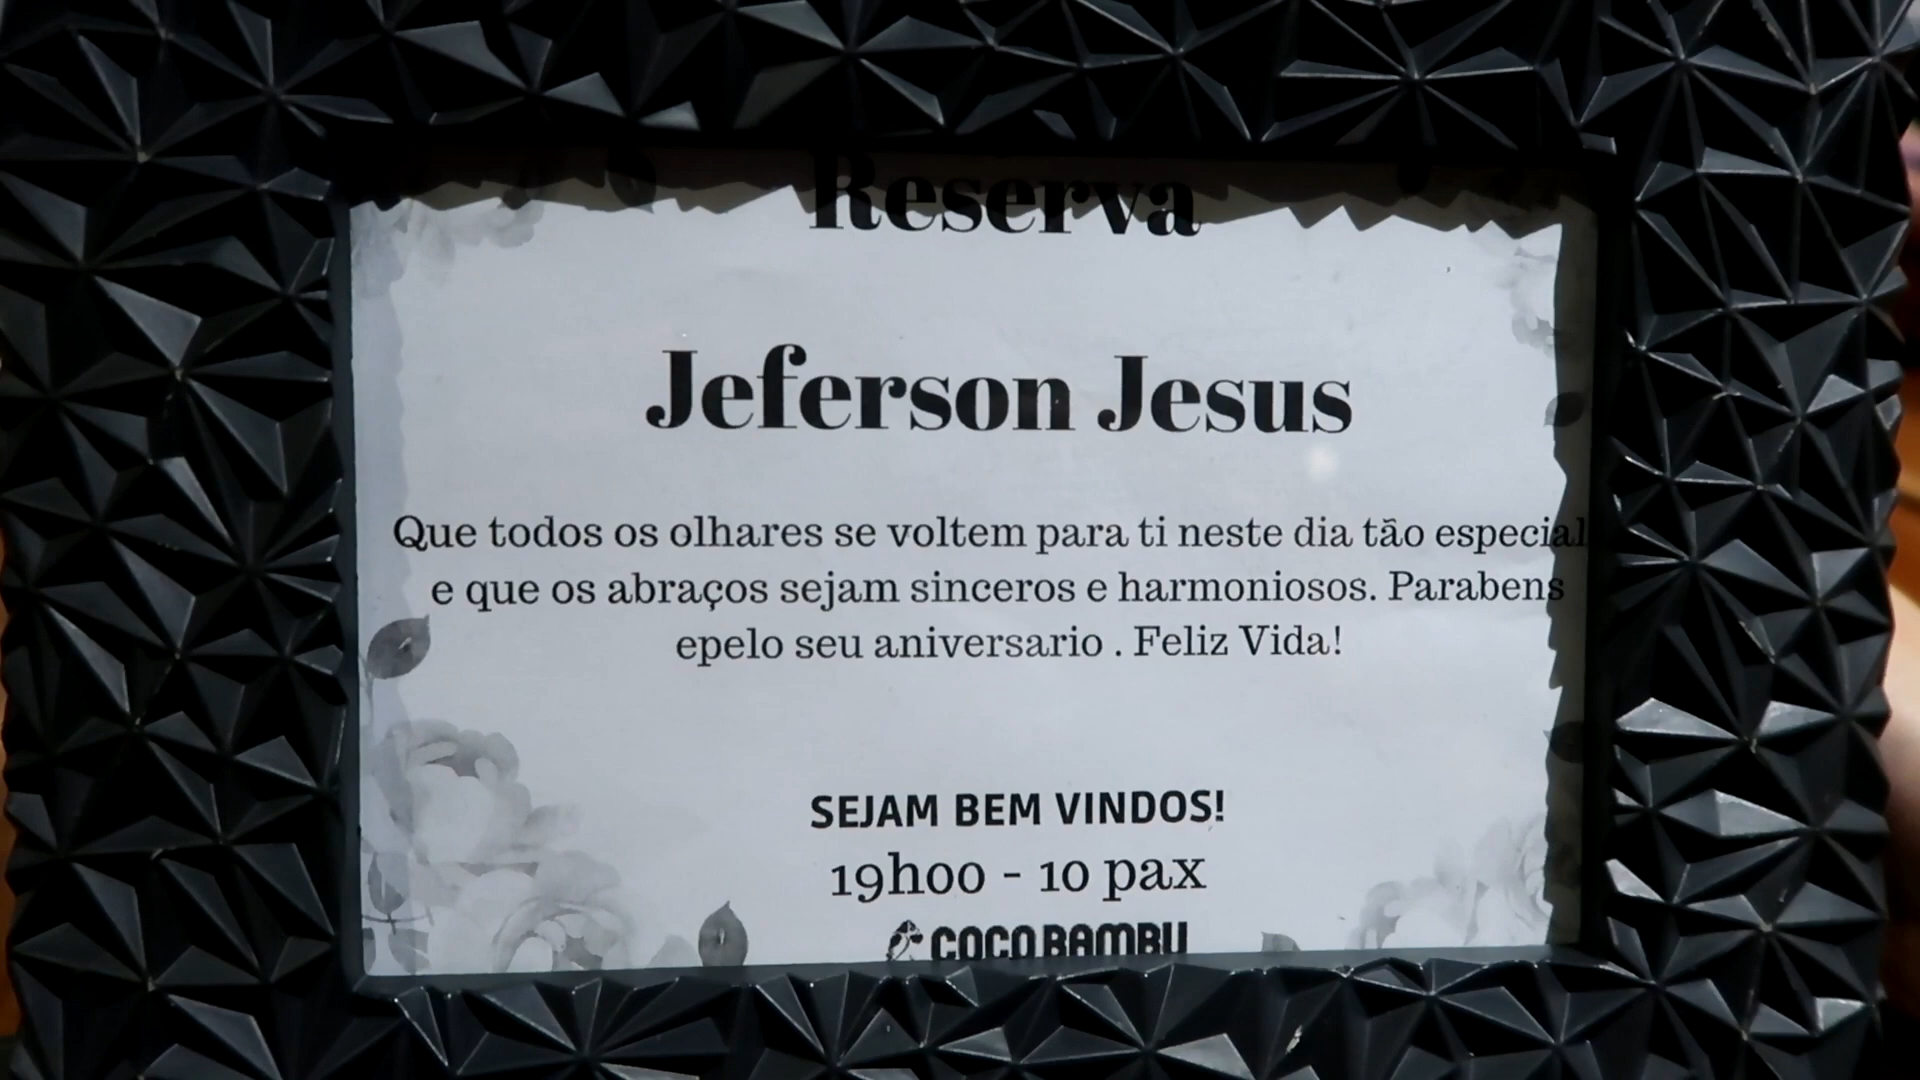 Reserva
Jeferson Jesus
Que todos os olhares se voltem para ti neste dia tão especial
e que os abraços sejam sinceros e harmoniosos. Parabens
epelo seu aniversario . Feliz Vida!
SEJAM BEM VINDOS!
19h00 - 10 pax
COCO BAMBU